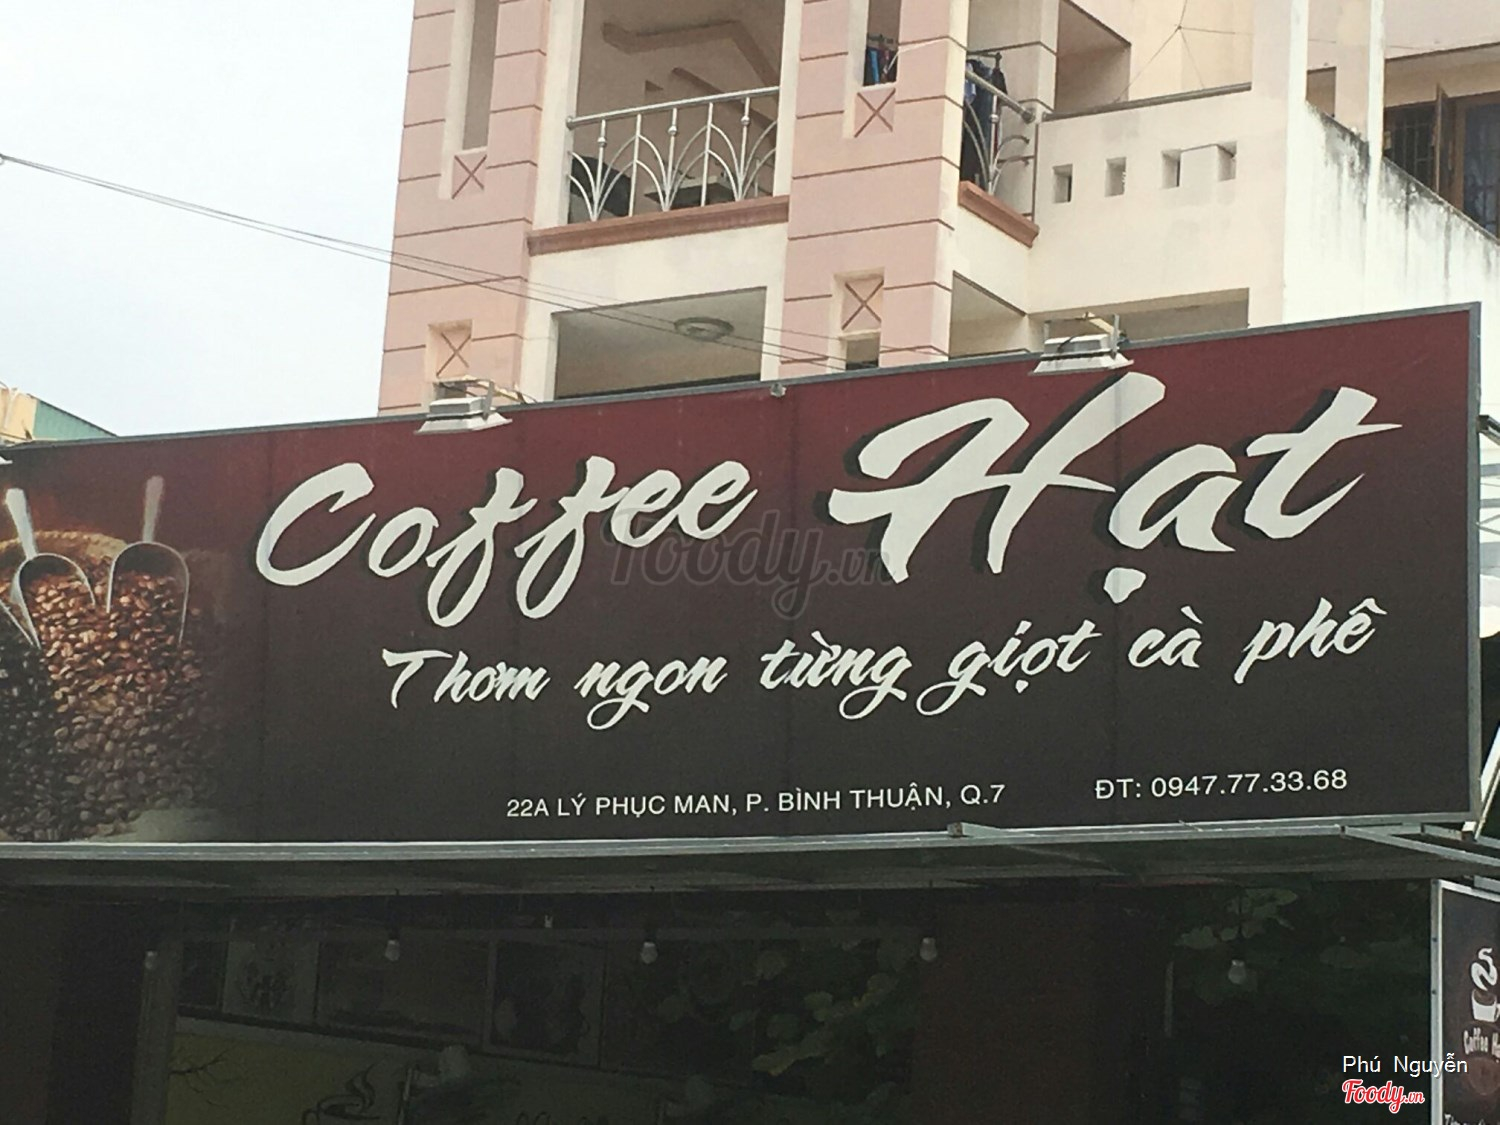 Coffee Hạt
Thơm ngon từng giọt cà phê
22A LÝ PHỤC MAN, P. BÌNH THUẬN, Q.7 ĐT: 0947.77.33.68
Foody.vn
Coffee
Phú Nguyễn
Foody.vn